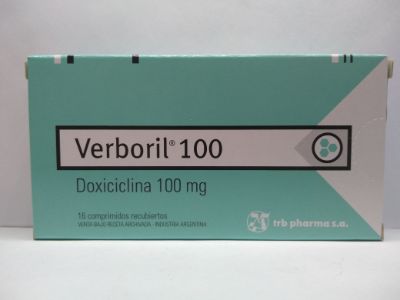 Verboril® 100
Doxiciclina 100 mg
16 comprimidos recubiertos
VENTA BAJO RECETA ARCHIVADA - INDUSTRIA ARGENTINA
trb pharma s.a.